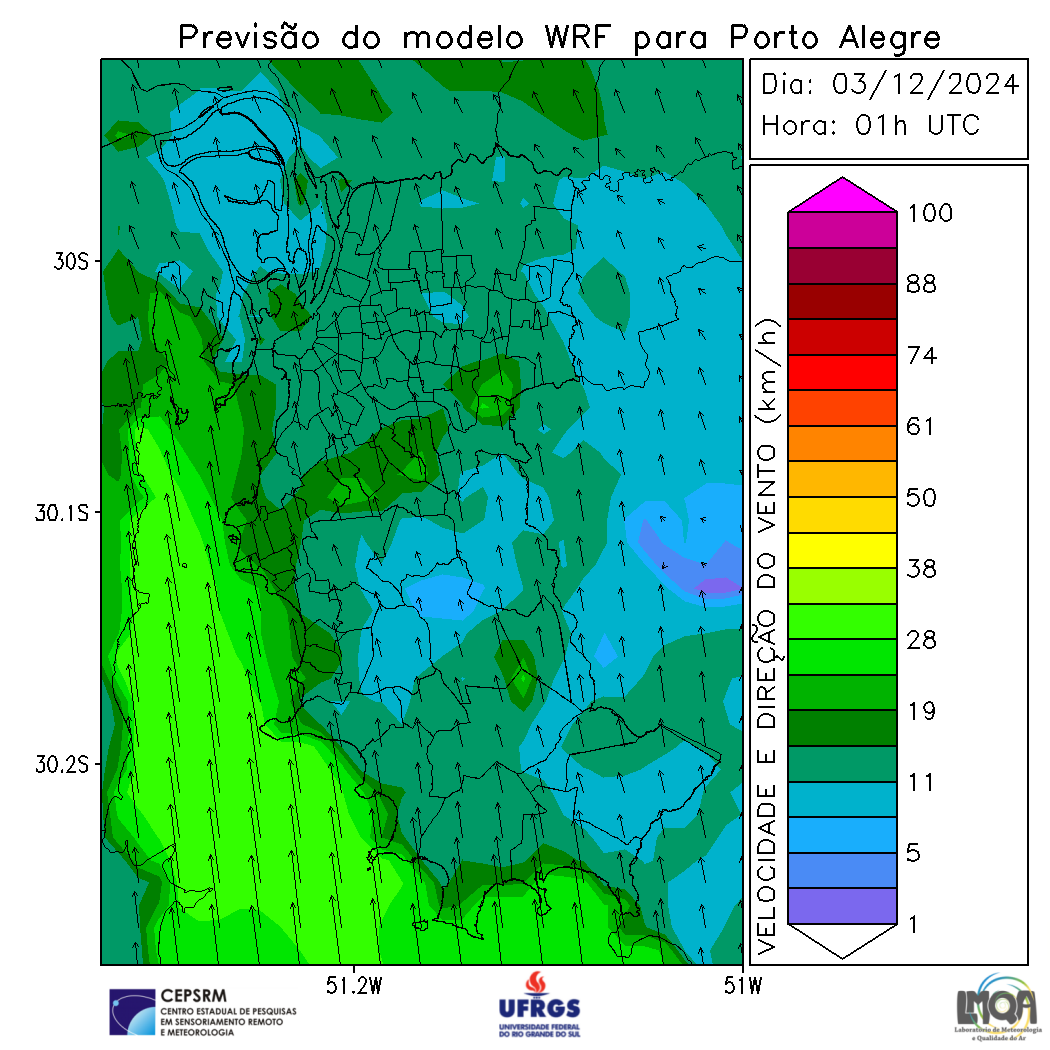 Previsão do modelo WRF para Porto Alegre
Dia: 03/12/2024
Hora: 01h UTC
30S
30.1S
30.2S
51.2W
51W
VELOCIDADE E DIREÇÃO DO VENTO (km/h)
100
88
74
61
50
38
28
19
11
5
1
CEPSRM
CENTRO ESTADUAL DE PESQUISAS
EM SENSORIAMENTO REMOTO
E METEOROLOGIA
UFRGS
UNIVERSIDADE FEDERAL
DO RIO GRANDE DO SUL
LMQA
Laboratório de Meteorologia
e Qualidade do Ar